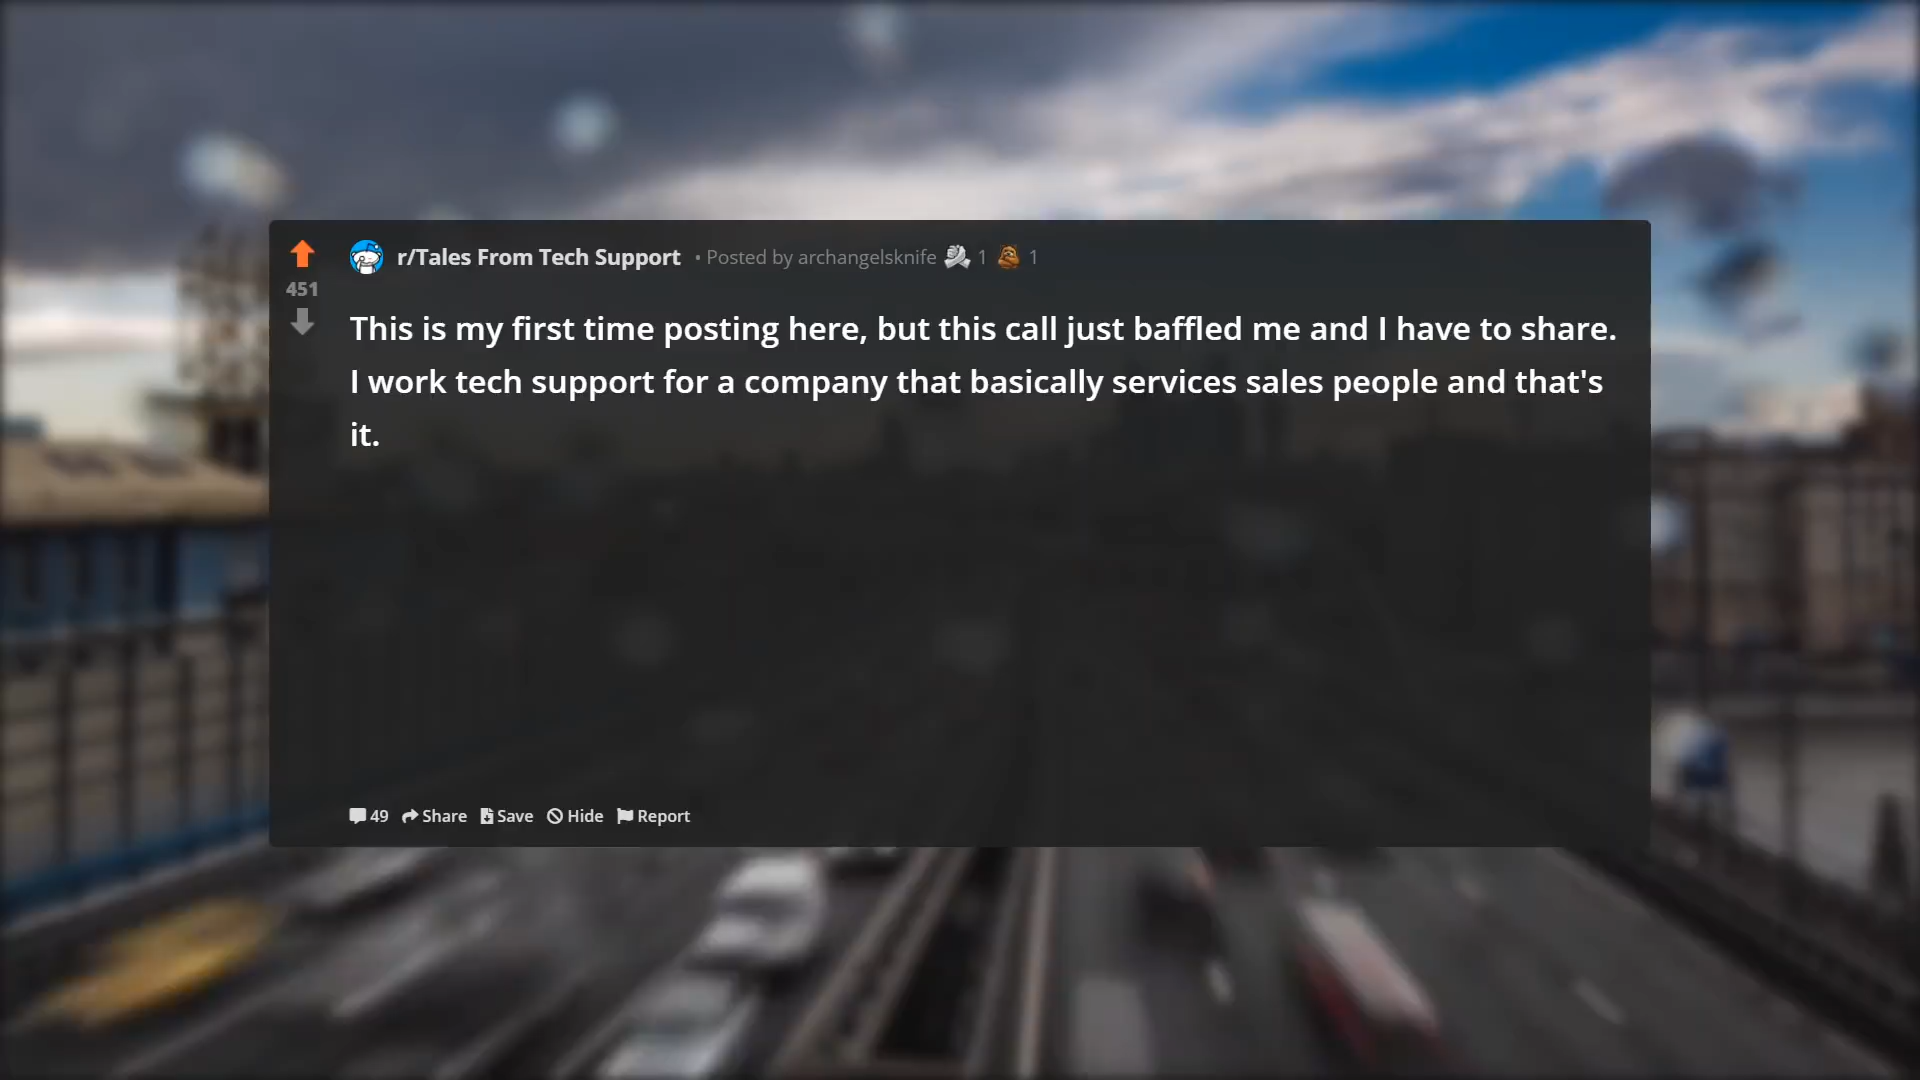 r/Tales From Tech Support • Posted by archangelsknife 1 1
451
This is my first time posting here, but this call just baffled me and I have to share.
I work tech support for a company that basically services sales people and that's
it.
49 Share Save Hide Report